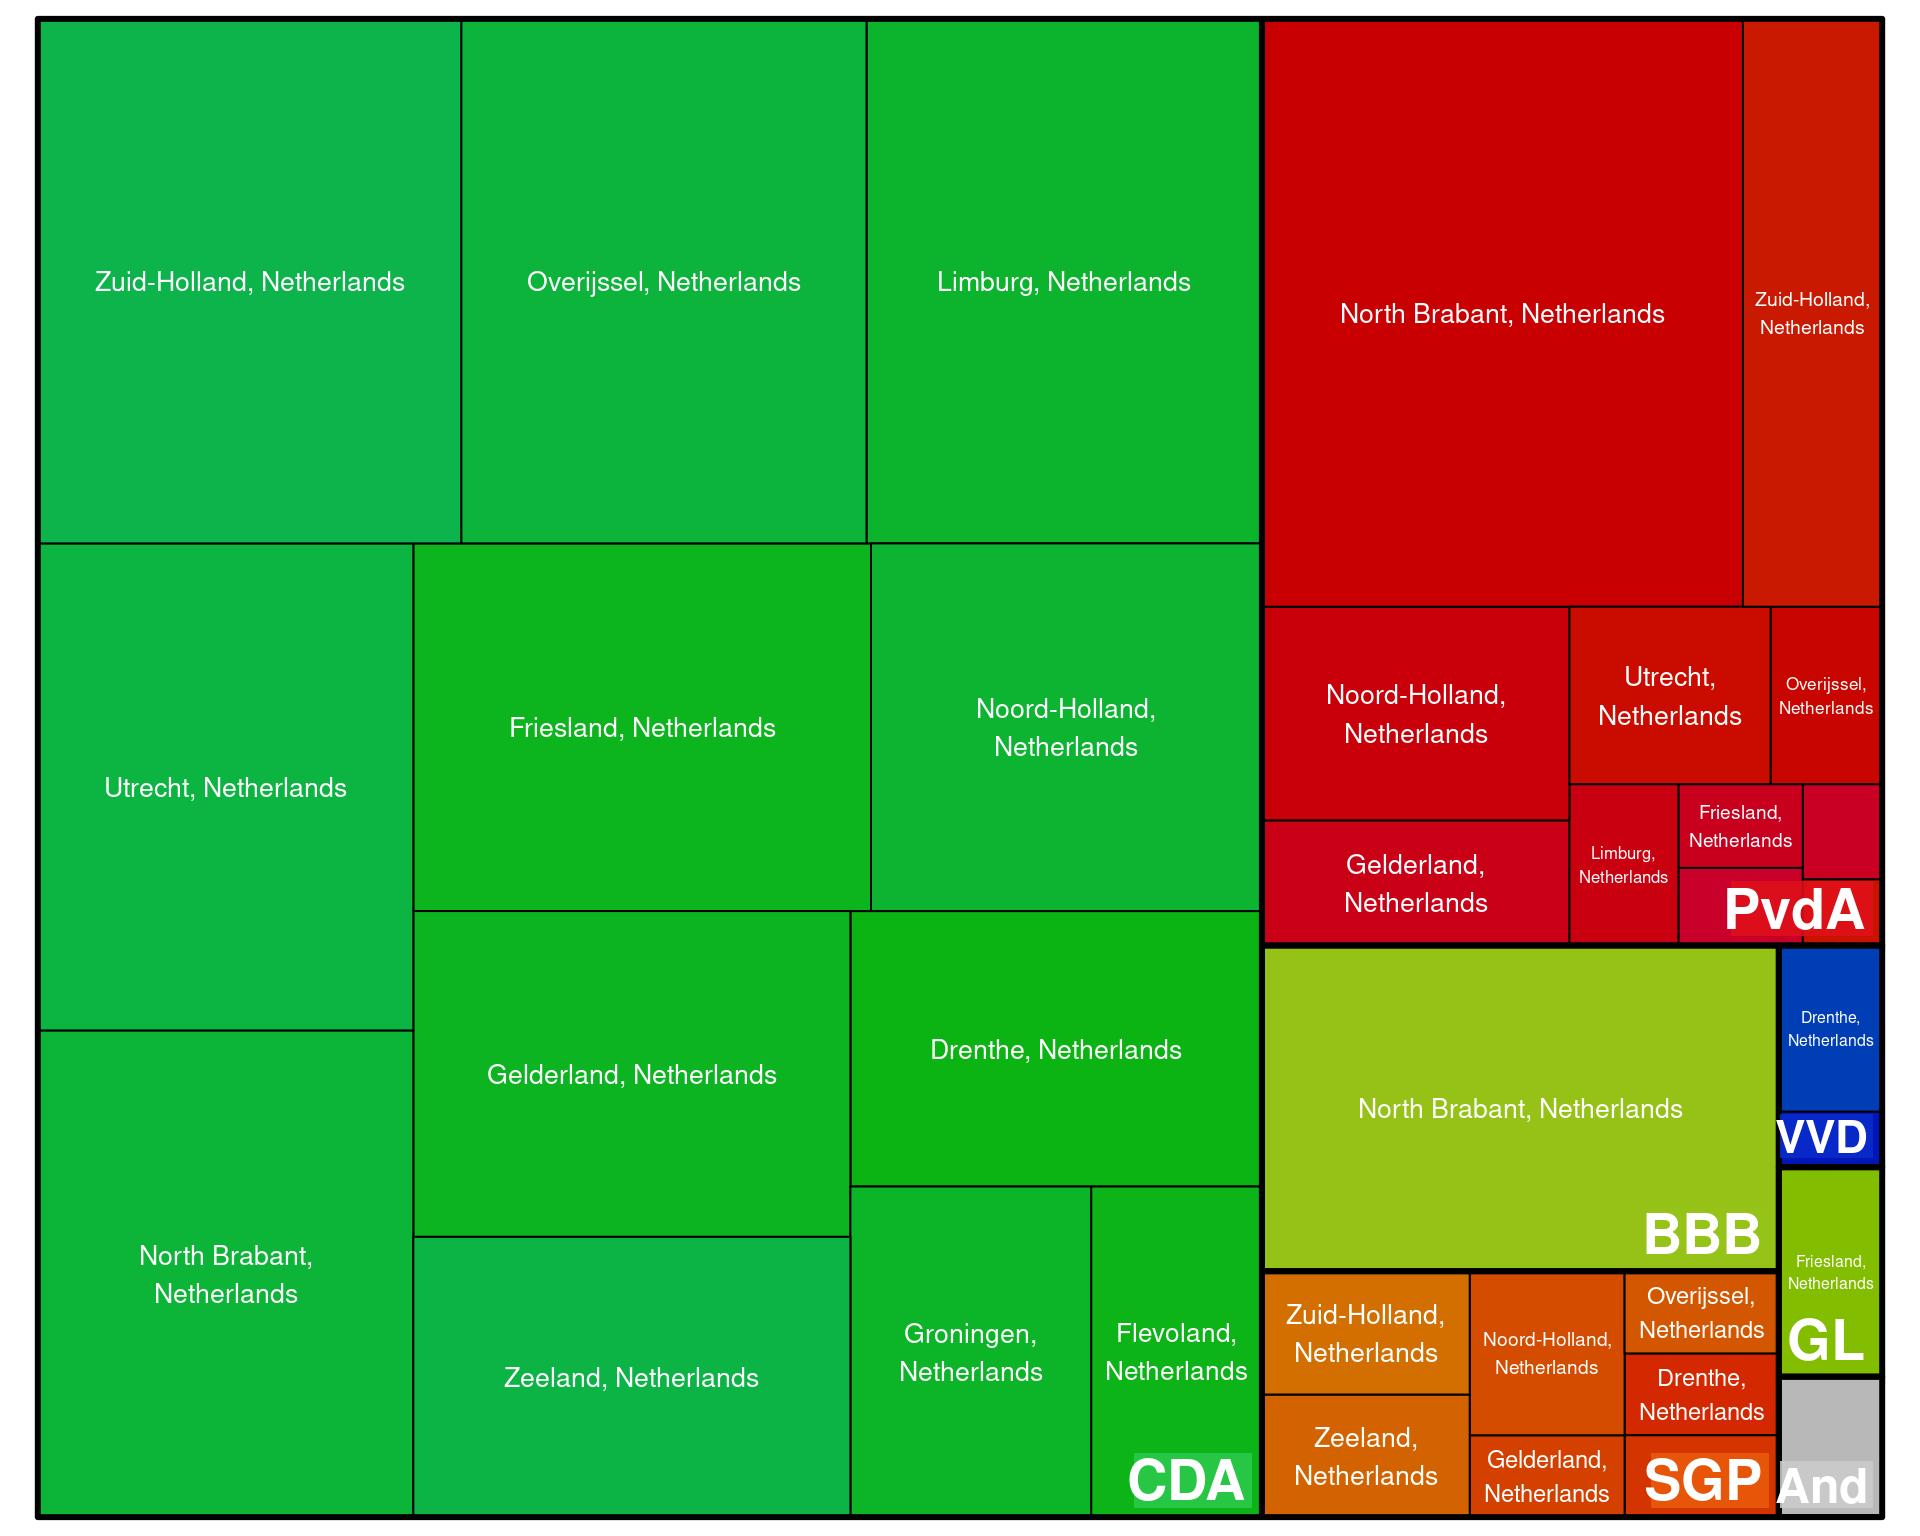 Zuid-Holland, Netherlands
Overijssel, Netherlands
Limburg, Netherlands
Utrecht, Netherlands
Friesland, Netherlands
Noord-Holland,
Netherlands
North Brabant,
Netherlands
Gelderland, Netherlands
Drenthe, Netherlands
Zeeland, Netherlands
Groningen,
Netherlands
Flevoland,
Netherlands
CDA
North Brabant, Netherlands
Zuid-Holland,
Netherlands
Noord-Holland,
Netherlands
Utrecht,
Netherlands
Overijssel,
Netherlands
Gelderland,
Netherlands
Limburg,
Netherlands
Friesland,
Netherlands
PvdA
North Brabant, Netherlands
BBB
Drenthe,
Netherlands
VVD
Friesland,
Netherlands
GL
Zuid-Holland,
Netherlands
Zeeland,
Netherlands
Noord-Holland,
Netherlands
Gelderland,
Netherlands
Overijssel,
Netherlands
Drenthe,
Netherlands
SGP
And